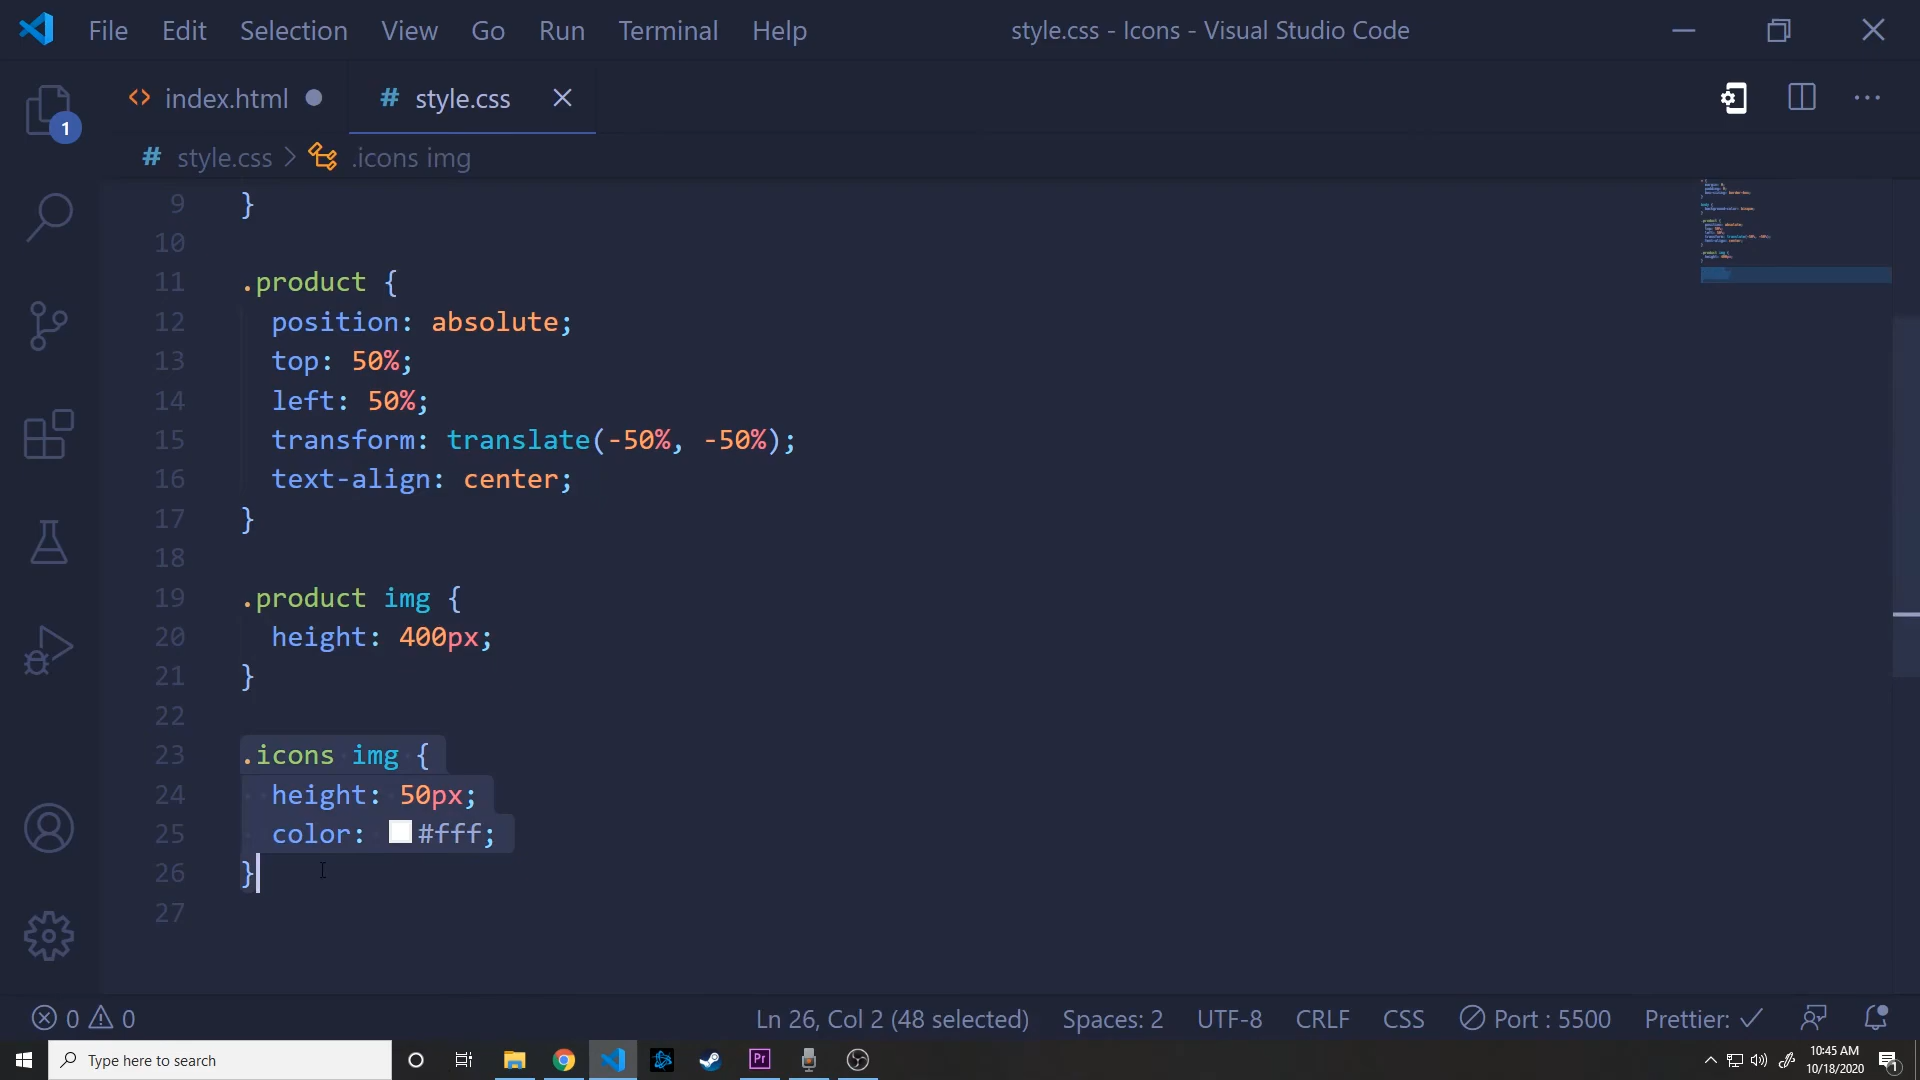 File Edit Selection View Go Run Terminal Help style.css - Icons - Visual Studio Code
<> index.html ● # style.css ×
1
# style.css > .icons img
9 }
10
11 .product {
12 position: absolute;
13 top: 50%;
14 left: 50%;
15 transform: translate(-50%, -50%);
16 text-align: center;
17 }
18
19 .product img {
20 height: 400px;
21 }
22
23 .icons img {
24 height: 50px;
25 color: #fff;
26 }
27
0 0 Ln 26, Col 2 (48 selected) Spaces: 2 UTF-8 CRLF CSS Port : 5500 Prettier: ✓
Type here to search Pr 10:45 AM
10/18/2020 1